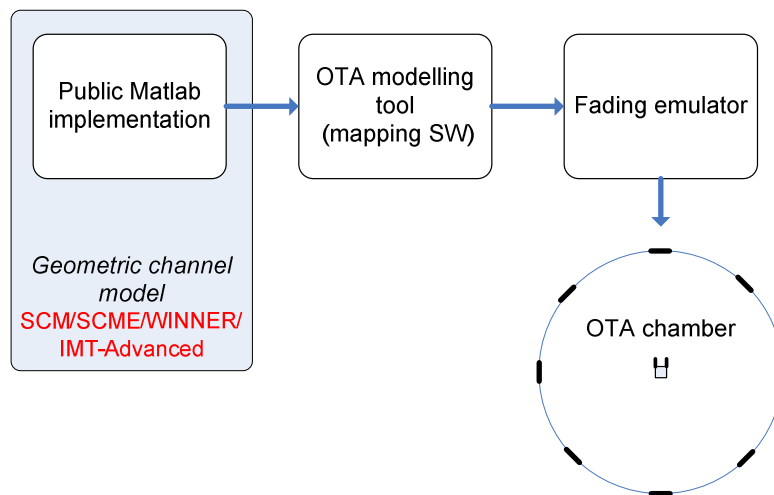 Public Matlab
implementation
OTA modelling
tool
(mapping SW)
Fading emulator
Geometric channel
model
SCM/SCME/WINNER/
IMT-Advanced
OTA chamber